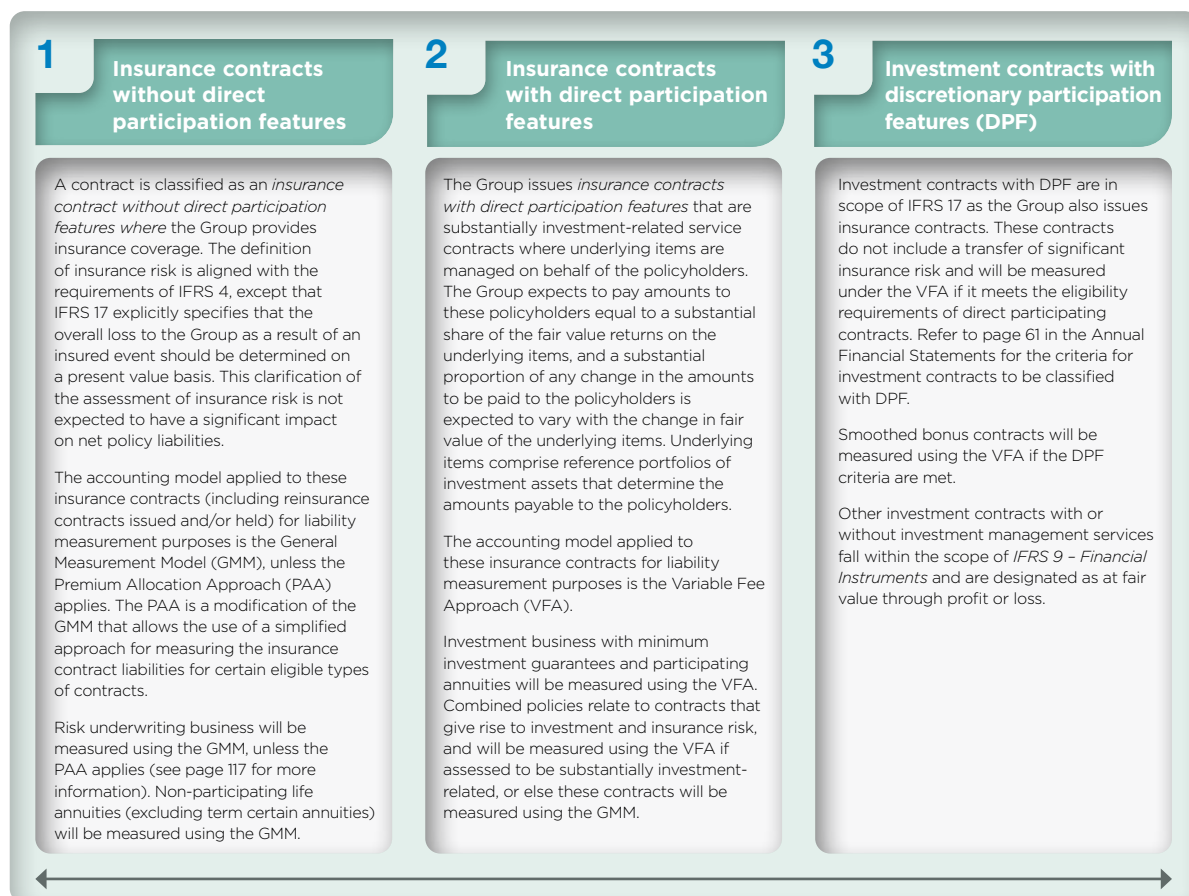 1
Insurance contracts
without direct
participation features
A contract is classified as an insurance
contract without direct participation
features where the Group provides
insurance coverage. The definition
of insurance risk is aligned with the
requirements of IFRS 4, except that
IFRS 17 explicitly specifies that the
overall loss to the Group as a result of an
insured event should be determined on
a present value basis. This clarification of
the assessment of insurance risk is not
expected to have a significant impact
on net policy liabilities.
The accounting model applied to these
insurance contracts (including reinsurance
contracts issued and/or held) for liability
measurement purposes is the General
Measurement Model (GMM), unless the
Premium Allocation Approach (PAA)
applies. The PAA is a modification of the
GMM that allows the use of a simplified
approach for measuring the insurance
contract liabilities for certain eligible types
of contracts.
Risk underwriting business will be
measured using the GMM, unless the
PAA applies (see page 117 for more
information). Non-participating life
annuities (excluding term certain annuities)
will be measured using the GMM.
2
Insurance contracts
with direct participation
features
The Group issues insurance contracts
with direct participation features that are
substantially investment-related service
contracts where underlying items are
managed on behalf of the policyholders.
The Group expects to pay amounts to
these policyholders equal to a substantial
share of the fair value returns on the
underlying items, and a substantial
proportion of any change in the amounts
to be paid to the policyholders is
expected to vary with the change in fair
value of the underlying items. Underlying
items comprise reference portfolios of
investment assets that determine the
amounts payable to the policyholders.
The accounting model applied to
these insurance contracts for liability
measurement purposes is the Variable Fee
Approach (VFA).
Investment business with minimum
investment guarantees and participating
annuities will be measured using the VFA.
Combined policies relate to contracts that
give rise to investment and insurance risk,
and will be measured using the VFA if
assessed to be substantially investment-
related, or else these contracts will be
measured using the GMM.
3
Investment contracts with
discretionary participation
features (DPF)
Investment contracts with DPF are in
scope of IFRS 17 as the Group also issues
insurance contracts. These contracts
do not include a transfer of significant
insurance risk and will be measured
under the VFA if it meets the eligibility
requirements of direct participating
contracts. Refer to page 61 in the Annual
Financial Statements for the criteria for
investment contracts to be classified
with DPF.
Smoothed bonus contracts will be
measured using the VFA if the DPF
criteria are met.
Other investment contracts with or
without investment management services
fall within the scope of IFRS 9 – Financial
Instruments and are designated as at fair
value through profit or loss.